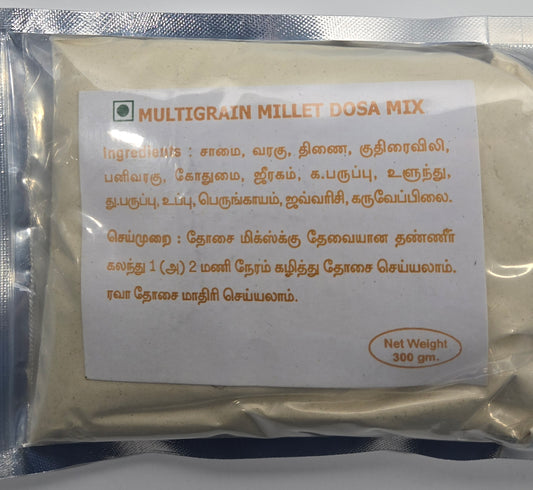 MULTIGRAIN MILLET DOSA MIX
Ingredients : சாமை, வரகு, திணை, குதிரைவிலி,
பனிவரகு, கோதுமை, ஜீரகம், க.பருப்பு, உளுந்து,
து.பருப்பு, உப்பு, பெருங்காயம், ஜவ்வரிசி, கருவேப்பிலை.
செய்முறை : தோசை மிக்ஸ்க்கு தேவையான தண்ணீர்
கலந்து 1 (அ) 2 மணி நேரம் கழித்து தோசை செய்யலாம்.
ரவா தோசை மாதிரி செய்யலாம்.
Net Weight
300 gm.